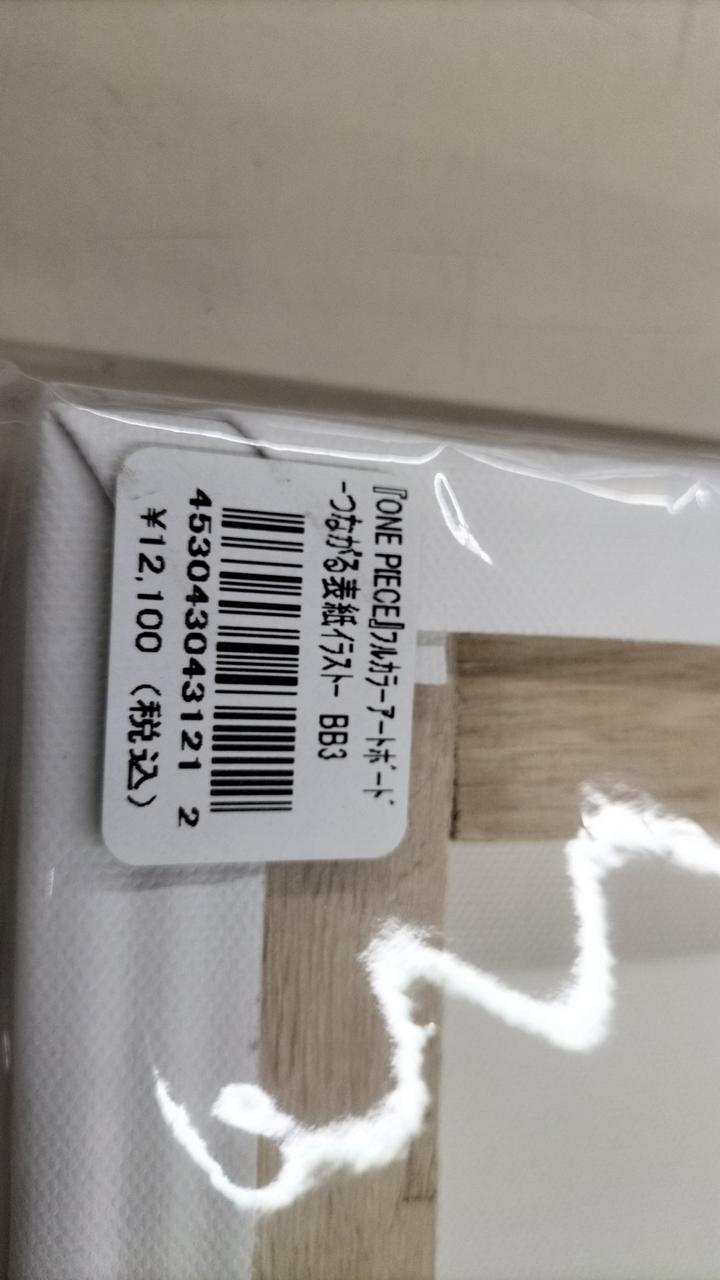 『ONE PIECE』フルカラーアートボード
-つながる表紙イラスト- BB3
4530430431212
¥12,100 (税込)